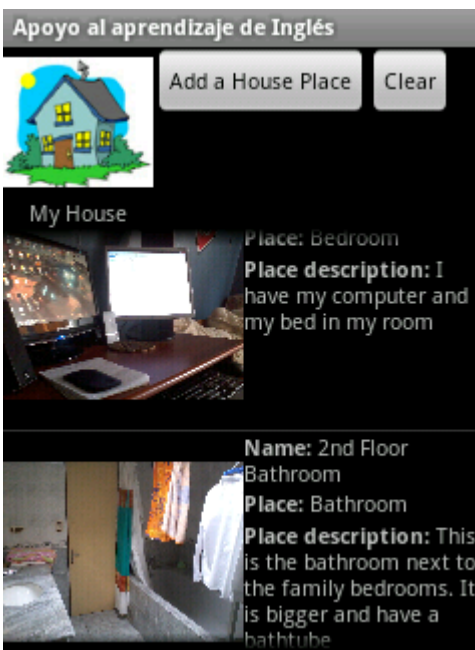 Apoyo al aprendizaje de Inglés
Add a House Place
Clear
My House
Place: Bedroom
Place description: I
have my computer and
my bed in my room
Name: 2nd Floor
Bathroom
Place: Bathroom
Place description: This
is the bathroom next to
the family bedrooms. It
is bigger and have a
bathtube